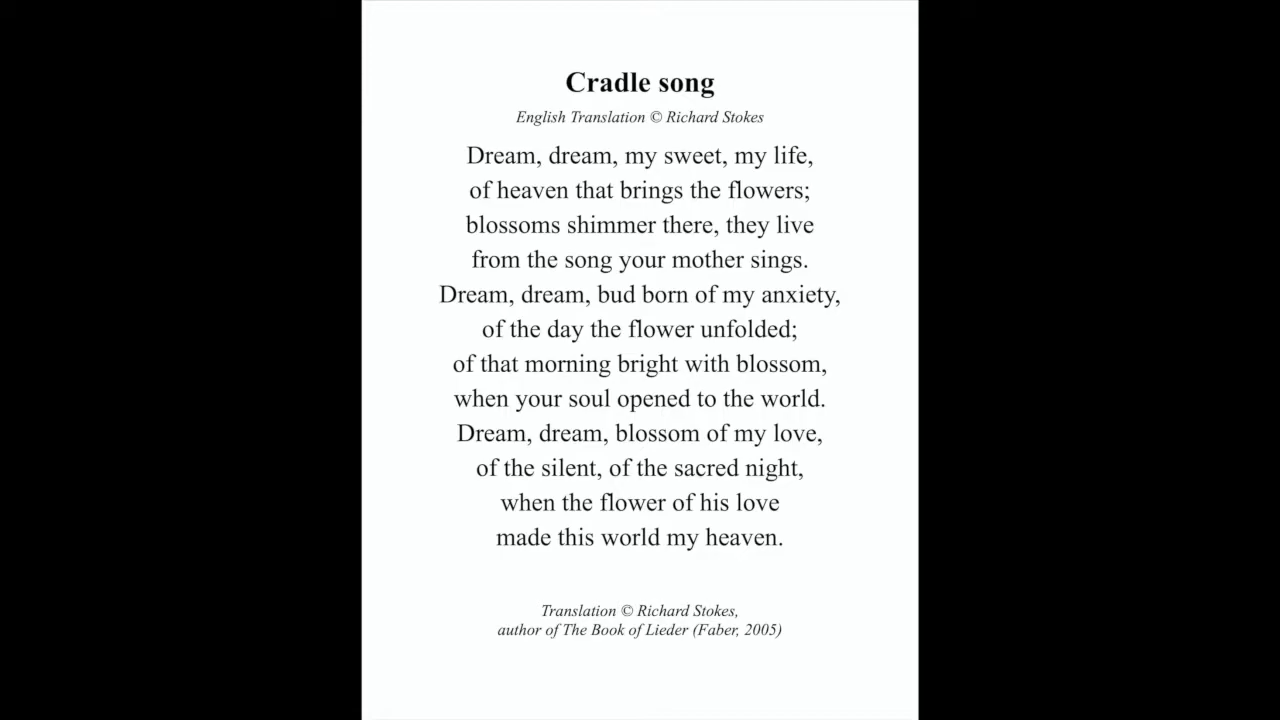 Cradle song
English Translation © Richard Stokes
Dream, dream, my sweet, my life,
of heaven that brings the flowers;
blossoms shimmer there, they live
from the song your mother sings.
Dream, dream, bud born of my anxiety,
of the day the flower unfolded;
of that morning bright with blossom,
when your soul opened to the world.
Dream, dream, blossom of my love,
of the silent, of the sacred night,
when the flower of his love
made this world my heaven.
Translation © Richard Stokes,
author of The Book of Lieder (Faber, 2005)